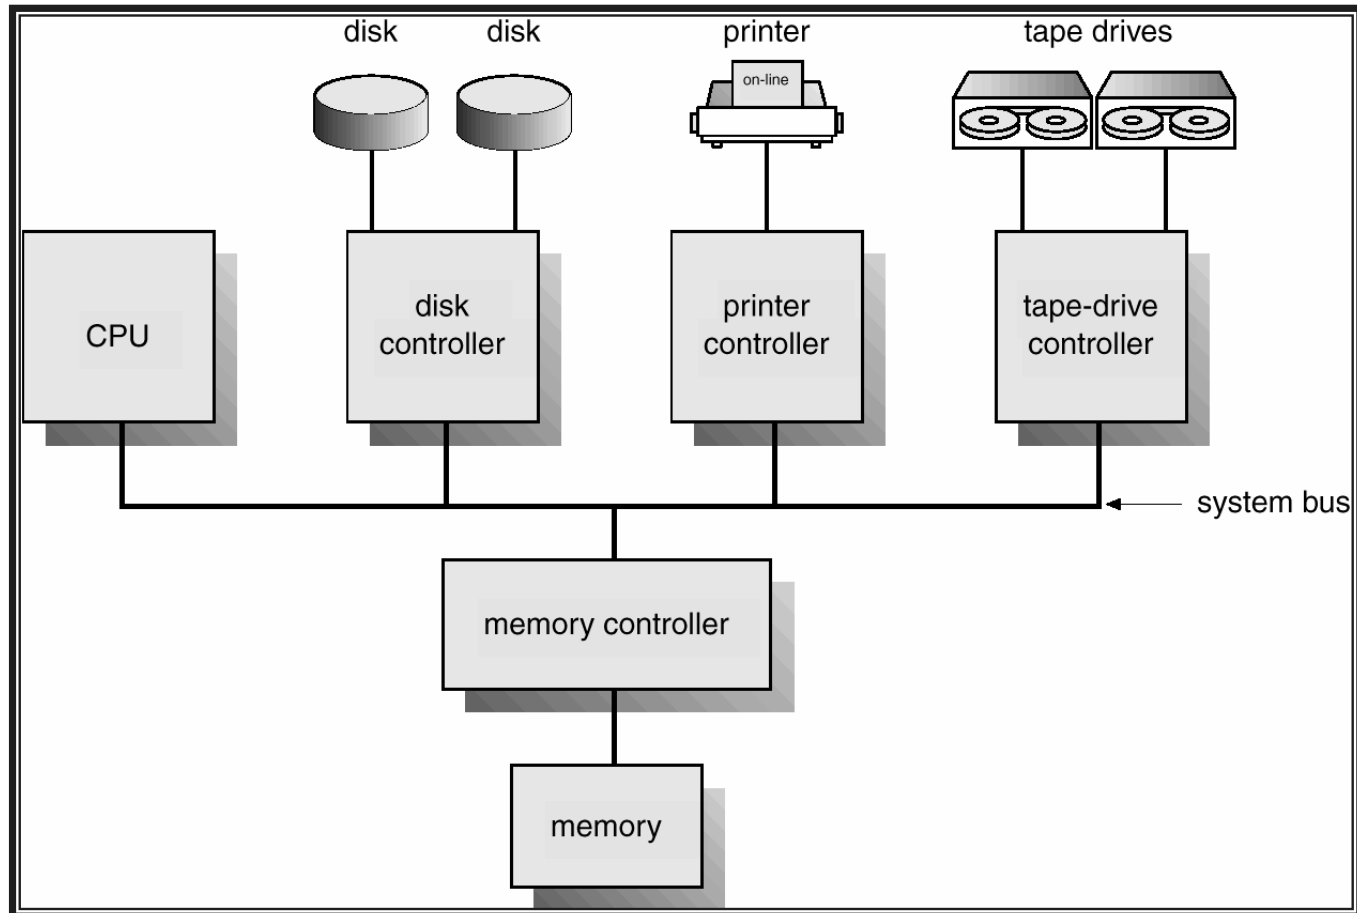 disk
disk
printer
tape drives
on-line
CPU
disk
controller
printer
controller
tape-drive
controller
system bus
memory controller
memory